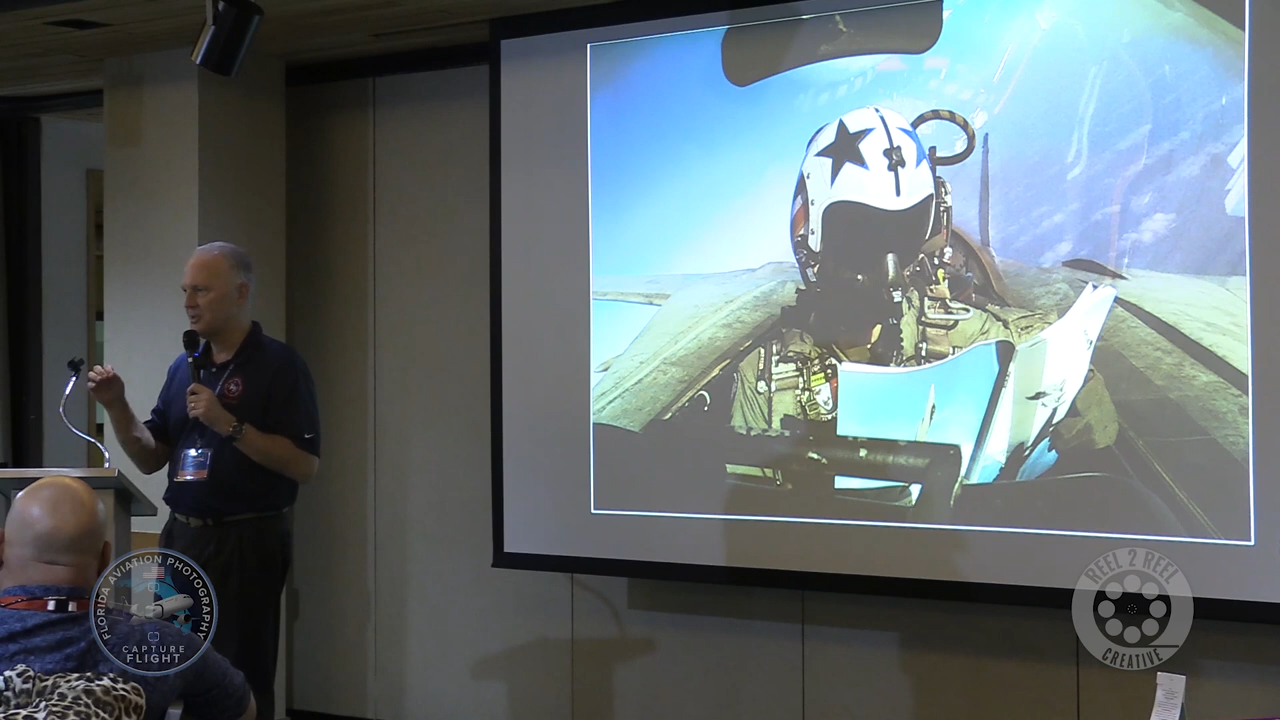 FLORIDA AVIATION PHOTOGRAPHY
CAPTURE
FLIGHT
REEL 2 REEL
CREATIVE